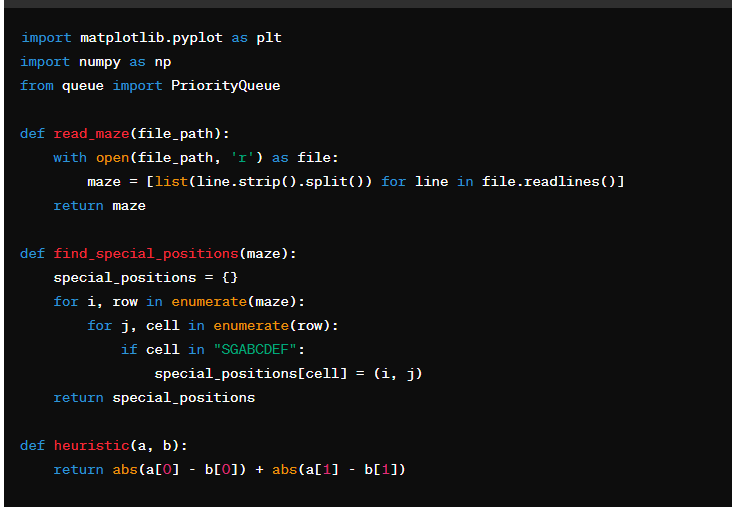 import matplotlib.pyplot as plt
import numpy as np
from queue import PriorityQueue

def read_maze(file_path):
    with open(file_path, 'r') as file:
        maze = [list(line.strip().split()) for line in file.readlines()]
    return maze

def find_special_positions(maze):
    special_positions = {}
    for i, row in enumerate(maze):
        for j, cell in enumerate(row):
            if cell in "SGABCDEF":
                special_positions[cell] = (i, j)
    return special_positions

def heuristic(a, b):
    return abs(a[0] - b[0]) + abs(a[1] - b[1])